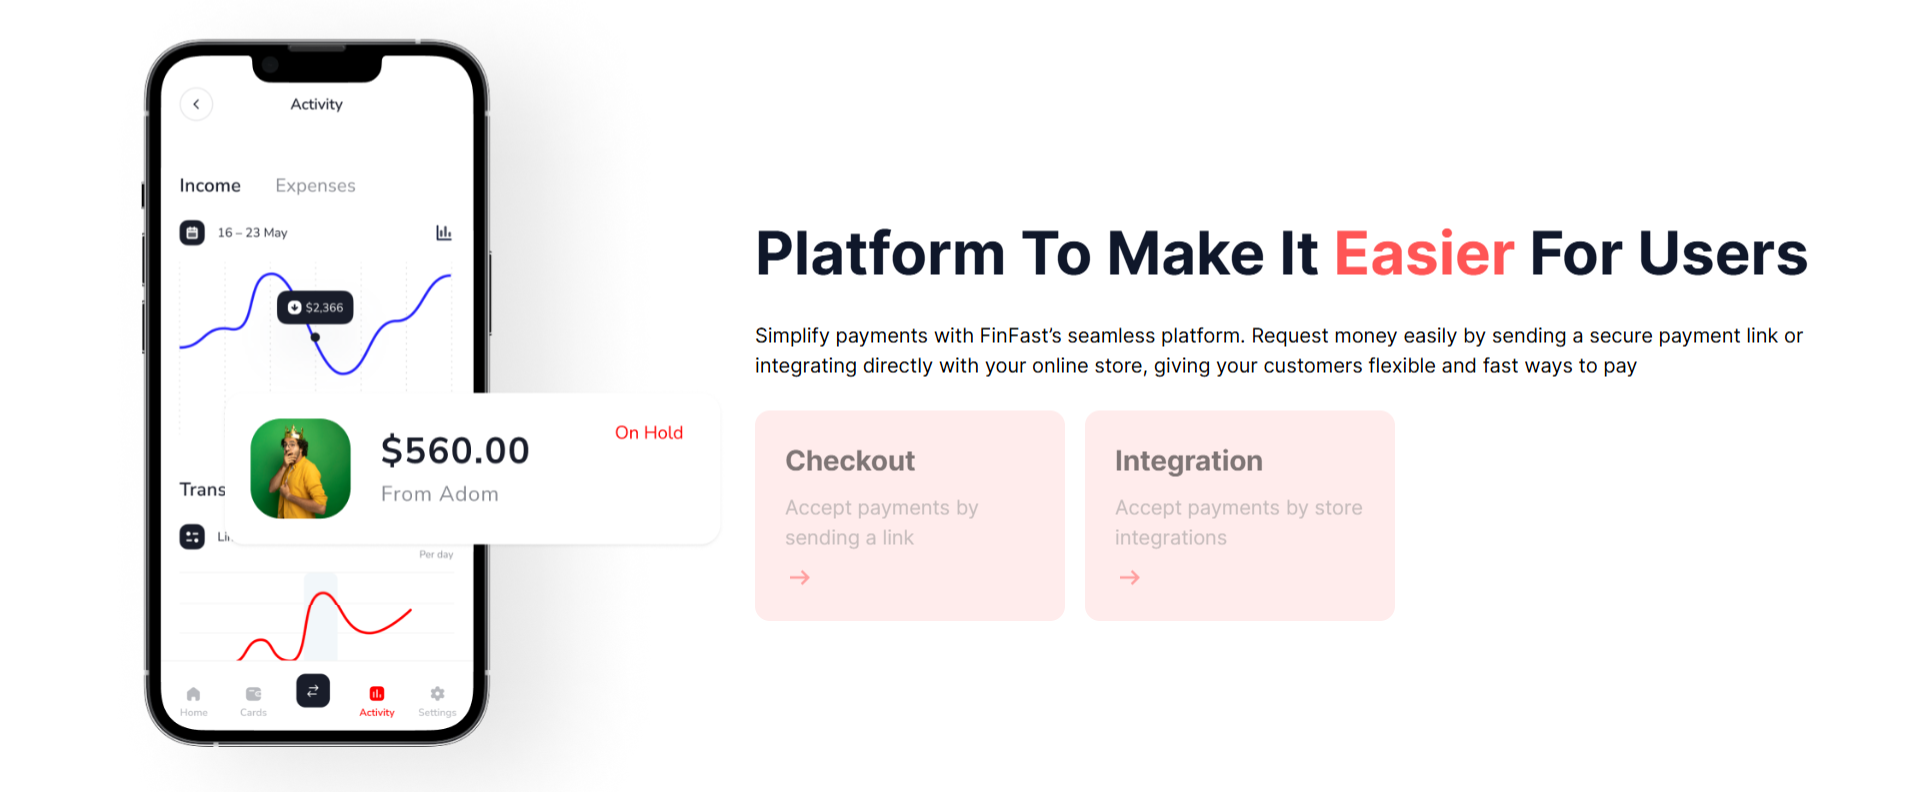 Activity
Income Expenses
16 – 23 May
$2,366
$560.00
On Hold
From Adom
Trans
Per day
Home Cards Activity Settings
Platform To Make It Easier For Users
Simplify payments with FinFast’s seamless platform. Request money easily by sending a secure payment link or
integrating directly with your online store, giving your customers flexible and fast ways to pay
Checkout
Accept payments by
sending a link
Integration
Accept payments by store
integrations